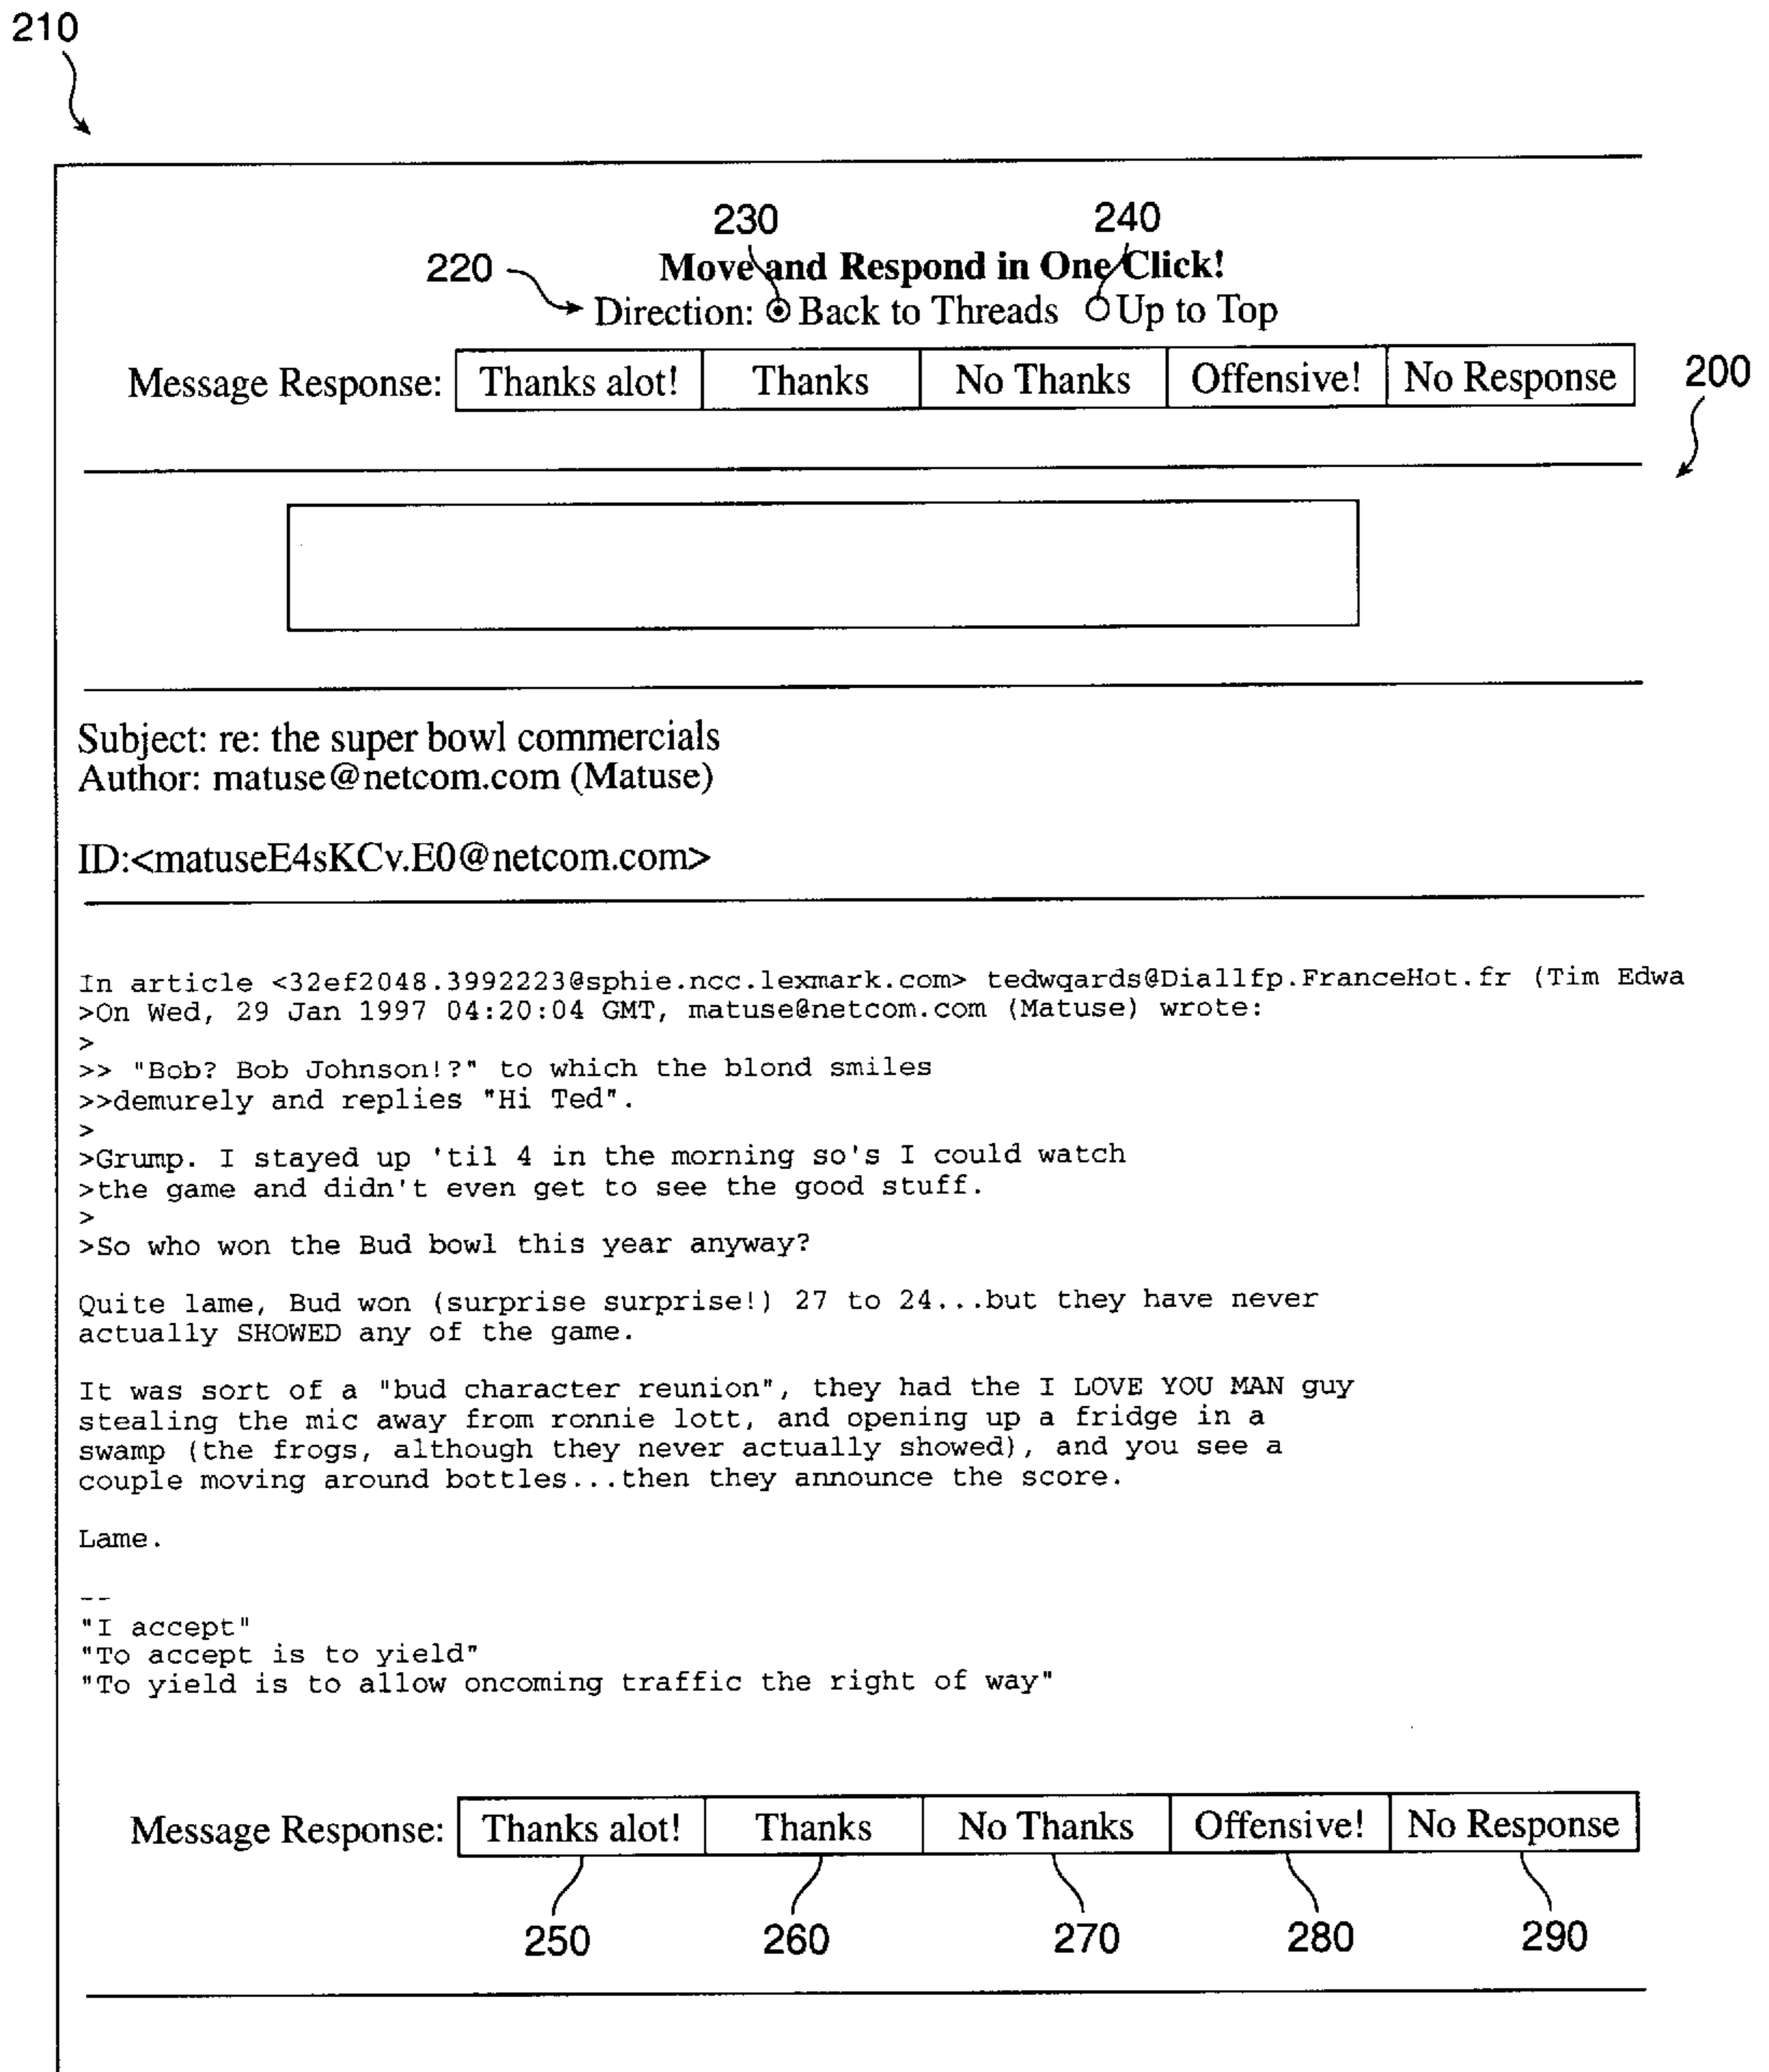 210
230 240
220 Move and Respond in One Click!
Direction: Back to Threads Up to Top
Message Response: Thanks alot! Thanks No Thanks Offensive! No Response 200
Subject: re: the super bowl commercials
Author: matuse@netcom.com (Matuse)
ID:<matuseE4sKCv.E0@netcom.com>
In article <32ef2048.3992223@sphie.ncc.lexmark.com> tedwqards@Diallfp.FranceHot.fr (Tim Edwa
>On Wed, 29 Jan 1997 04:20:04 GMT, matuse@netcom.com (Matuse) wrote:
>
>> "Bob? Bob Johnson!?" to which the blond smiles
>>demurely and replies "Hi Ted".
>
>Grump. I stayed up 'til 4 in the morning so's I could watch
>the game and didn't even get to see the good stuff.
>
>So who won the Bud bowl this year anyway?
Quite lame, Bud won (surprise surprise!) 27 to 24...but they have never
actually SHOWED any of the game.
It was sort of a "bud character reunion", they had the I LOVE YOU MAN guy
stealing the mic away from ronnie lott, and opening up a fridge in a
swamp (the frogs, although they never actually showed), and you see a
couple moving around bottles...then they announce the score.
Lame.
--
"I accept"
"To accept is to yield"
"To yield is to allow oncoming traffic the right of way"
Message Response: Thanks alot! Thanks No Thanks Offensive! No Response
250 260 270 280 290